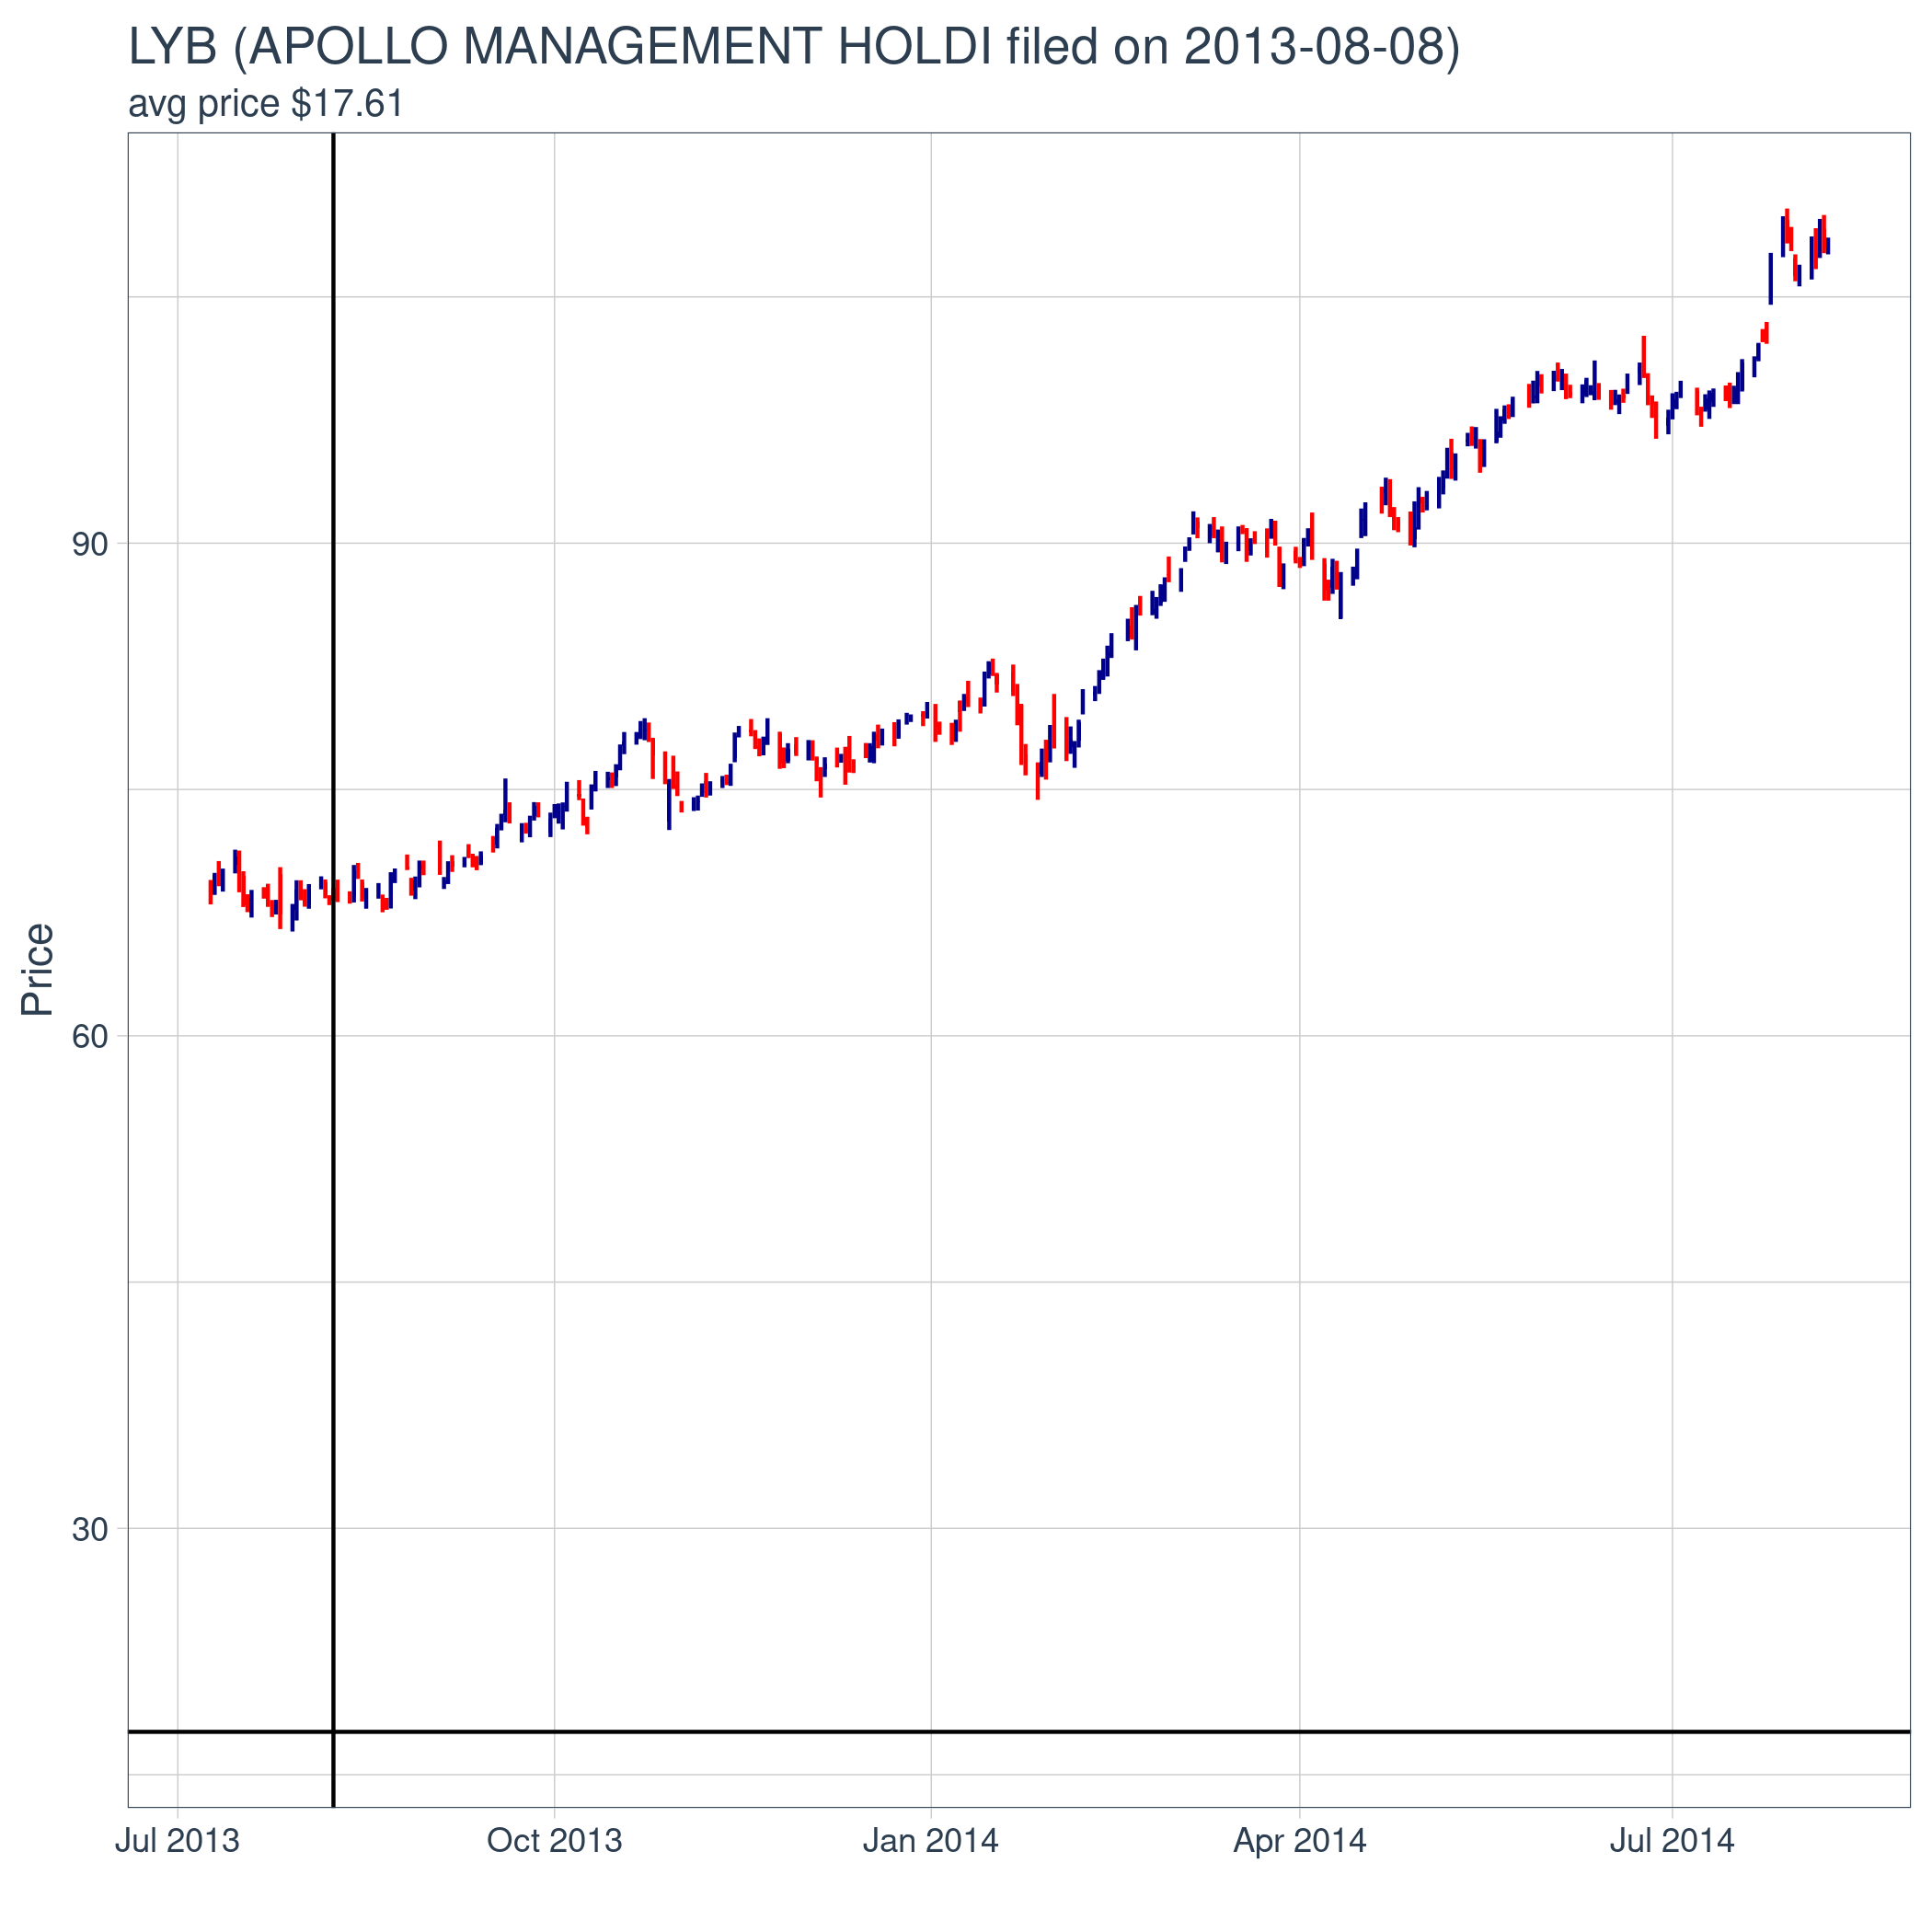 LYB (APOLLO MANAGEMENT HOLDI filed on 2013-08-08)
avg price $17.61
Price
90
60
30
Jul 2013 Oct 2013 Jan 2014 Apr 2014 Jul 2014